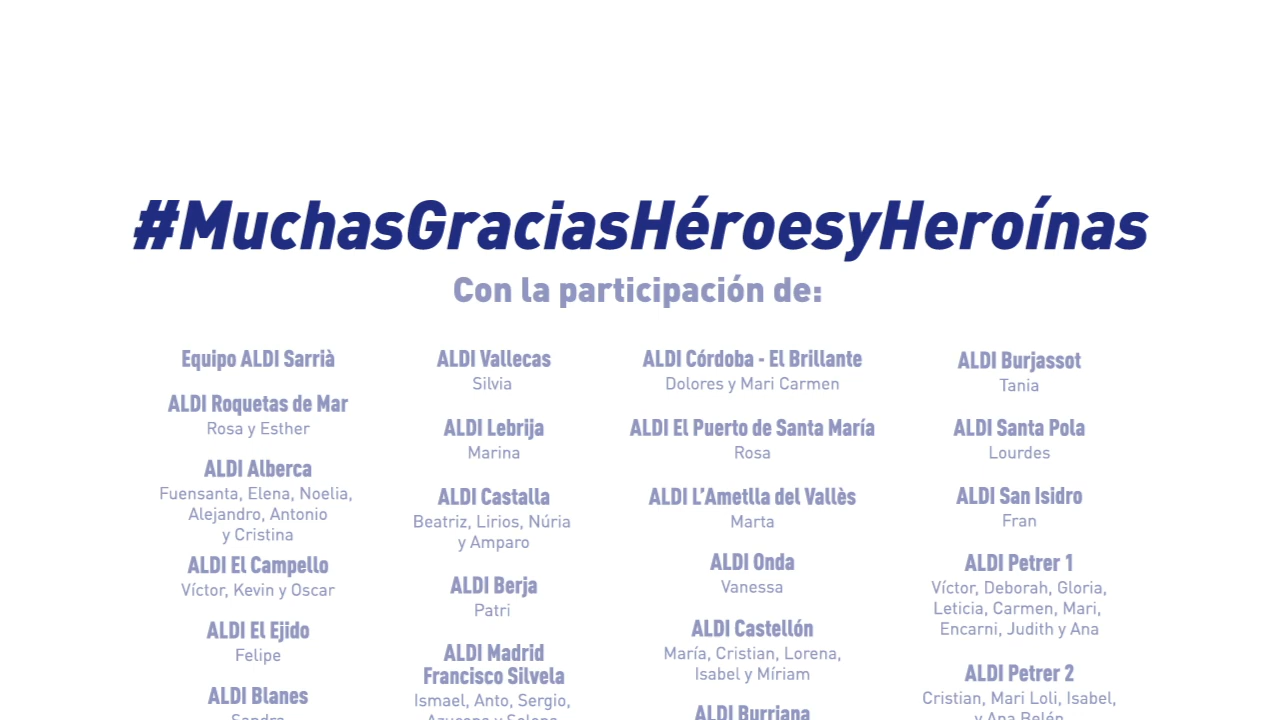 #MuchasGraciasHéroesyHeroínas
Con la participación de:
Equipo ALDI Sarrià
ALDI Roquetas de Mar
Rosa y Esther
ALDI Alberca
Fuensanta, Elena, Noelia,
Alejandro, Antonio
y Cristina
ALDI El Campello
Víctor, Kevin y Oscar
ALDI El Ejido
Felipe
ALDI Blanes
Sandra
ALDI Vallecas
Silvia
ALDI Lebrija
Marina
ALDI Castalla
Beatriz, Lirios, Núria
y Amparo
ALDI Berja
Patri
ALDI Madrid
Francisco Silvela
Ismael, Anto, Sergio,
Azucena y Selena
ALDI Córdoba - El Brillante
Dolores y Mari Carmen
ALDI El Puerto de Santa María
Rosa
ALDI L'Ametlla del Vallès
Marta
ALDI Onda
Vanessa
ALDI Castellón
María, Cristian, Lorena,
Isabel y Míriam
ALDI Burriana
ALDI Burjassot
Tania
ALDI Santa Pola
Lourdes
ALDI San Isidro
Fran
ALDI Petrer 1
Víctor, Deborah, Gloria,
Leticia, Carmen, Mari,
Encarni, Judith y Ana
ALDI Petrer 2
Cristian, Mari Loli, Isabel,
y Ana Belén